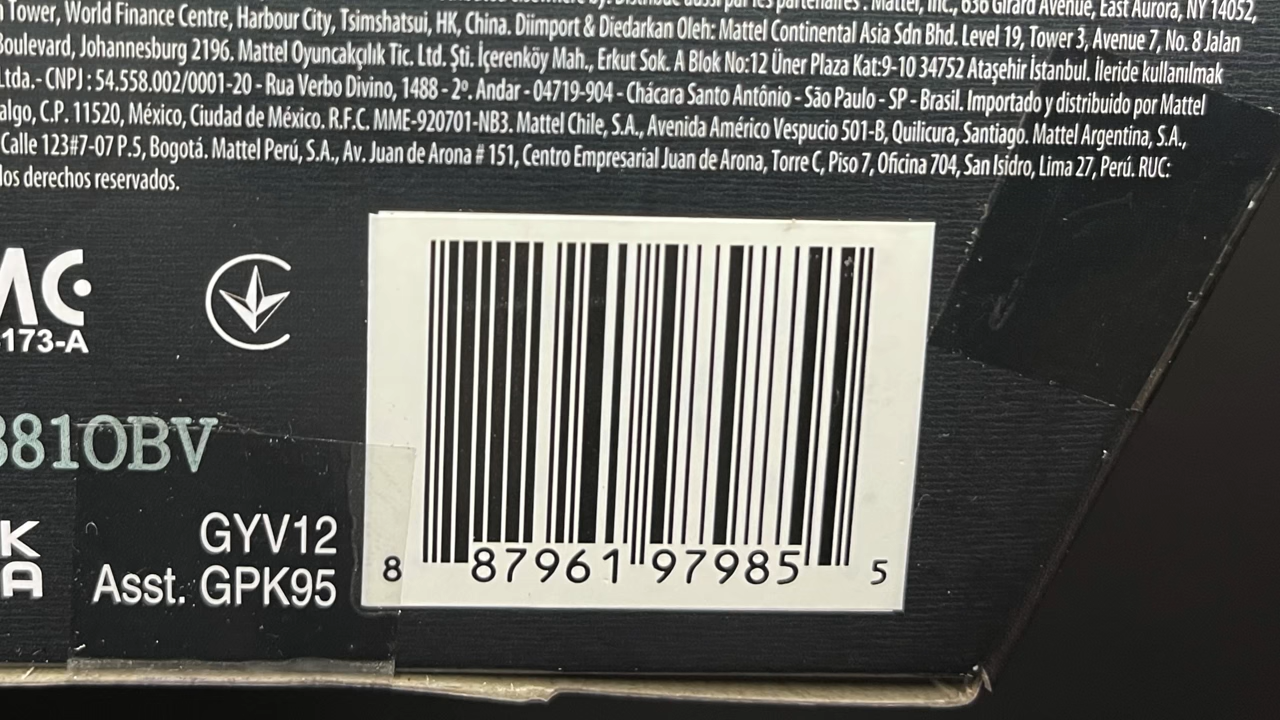 Tower, World Finance Centre, Harbour City, Tsimshatsui, HK, China. Diimport & Diedarkan Oleh: Mattel Continental Asia Sdn Bhd. Level 19, Tower 3, Avenue 7, No. 8 Jalan
Boulevard, Johannesburg 2196. Mattel Oyuncakçılık Tic. Ltd. Şti. İçerenköy Mah., Erkut Sok. A Blok No:12 Üner Plaza Kat:9-10 34752 Ataşehir İstanbul. İleride kullanılmak
Ltda.- CNPJ : 54.558.002/0001-20 - Rua Verbo Divino, 1488 - 2º. Andar - 04719-904 - Chácara Santo Antônio - São Paulo - SP - Brasil. Importado y distribuido por Mattel
algo, C.P. 11520, México, Ciudad de México. R.F.C. MME-920701-NB3. Mattel Chile, S.A., Avenida Américo Vespucio 501-B, Quilicura, Santiago. Mattel Argentina, S.A.,
Calle 123#7-07 P.5, Bogotá. Mattel Perú, S.A., Av. Juan de Arona # 151, Centro Empresarial Juan de Arona, Torre C, Piso 7, Oficina 704, San Isidro, Lima 27, Perú. RUC:
los derechos reservados.
MC
173-A
3810BV
K
A
GYV12
Asst. GPK95
8 87961 97985 5